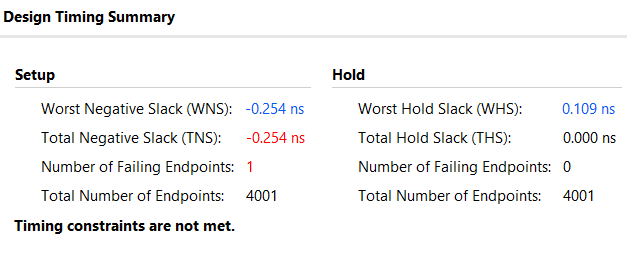 Design Timing Summary
Setup Hold
Worst Negative Slack (WNS): -0.254 ns Worst Hold Slack (WHS): 0.109 ns
Total Negative Slack (TNS): -0.254 ns Total Hold Slack (THS): 0.000 ns
Number of Failing Endpoints: 1 Number of Failing Endpoints: 0
Total Number of Endpoints: 4001 Total Number of Endpoints: 4001
Timing constraints are not met.